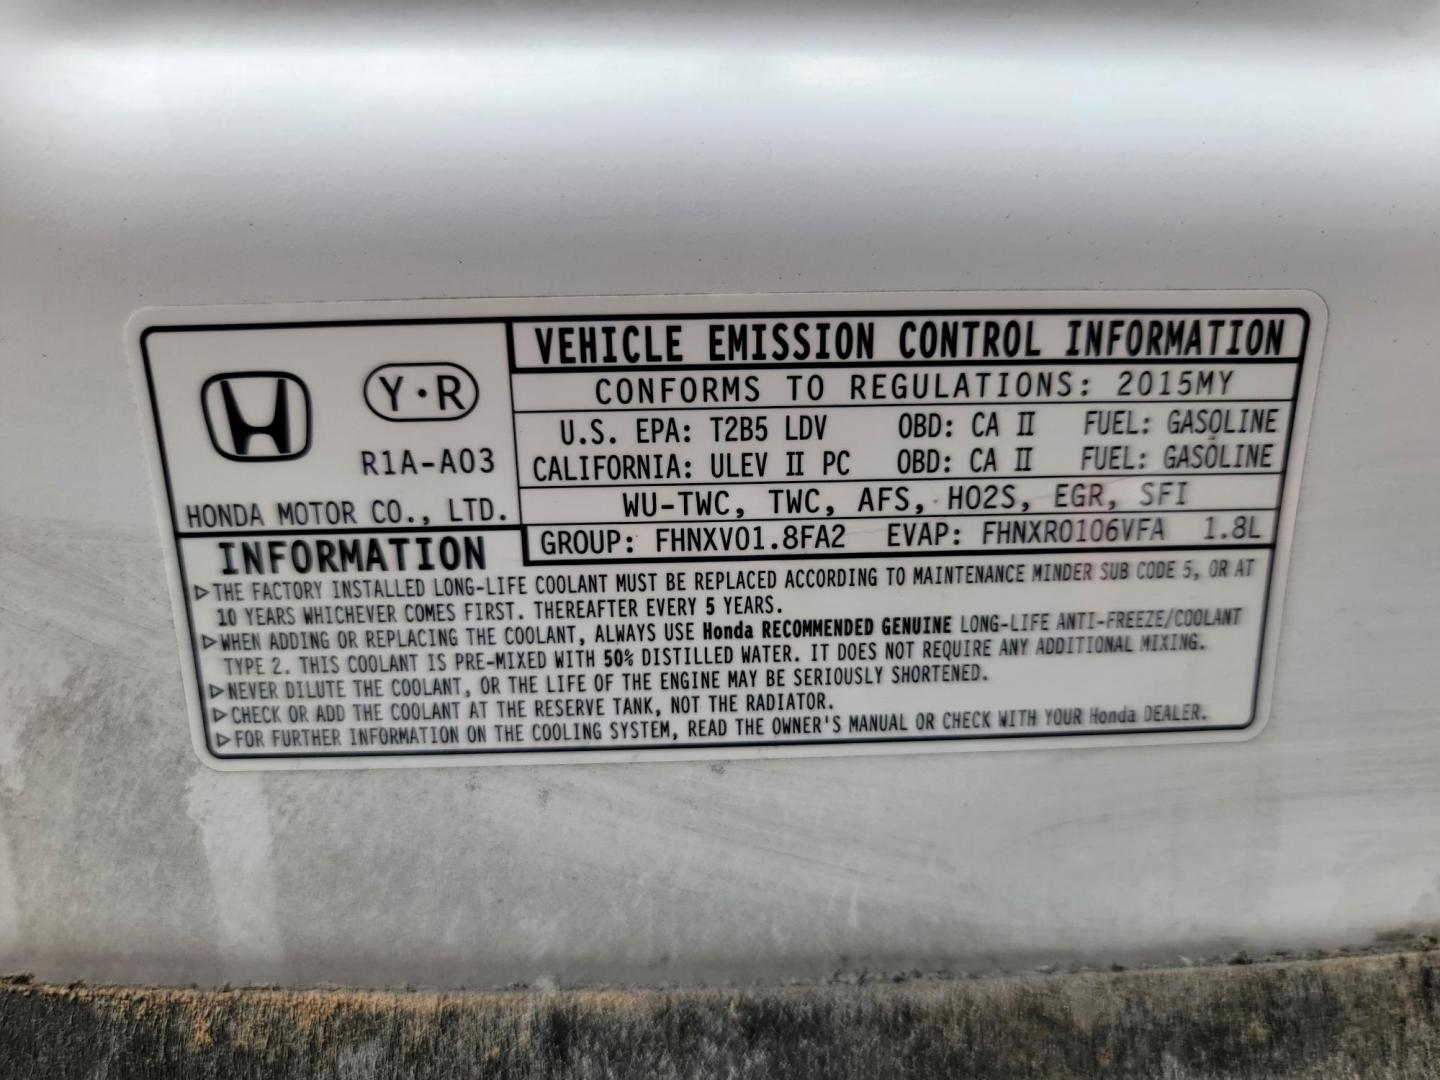 VEHICLE EMISSION CONTROL INFORMATION
CONFORMS TO REGULATIONS: 2015MY
Y·R
R1A-A03
HONDA MOTOR CO., LTD.
U.S. EPA: T2B5 LDV OBD: CA II FUEL: GASOLINE
CALIFORNIA: ULEV II PC OBD: CA II FUEL: GASOLINE
WU-TWC, TWC, AFS, HO2S, EGR, SFI
GROUP: FHNXV01.8FA2 EVAP: FHNXR0106VFA 1.8L
INFORMATION
▷THE FACTORY INSTALLED LONG-LIFE COOLANT MUST BE REPLACED ACCORDING TO MAINTENANCE MINDER SUB CODE 5, OR AT
10 YEARS WHICHEVER COMES FIRST. THEREAFTER EVERY 5 YEARS.
▷WHEN ADDING OR REPLACING THE COOLANT, ALWAYS USE Honda RECOMMENDED GENUINE LONG-LIFE ANTI-FREEZE/COOLANT
TYPE 2. THIS COOLANT IS PRE-MIXED WITH 50% DISTILLED WATER. IT DOES NOT REQUIRE ANY ADDITIONAL MIXING.
▷NEVER DILUTE THE COOLANT, OR THE LIFE OF THE ENGINE MAY BE SERIOUSLY SHORTENED.
▷CHECK OR ADD THE COOLANT AT THE RESERVE TANK, NOT THE RADIATOR.
▷FOR FURTHER INFORMATION ON THE COOLING SYSTEM, READ THE OWNER'S MANUAL OR CHECK WITH YOUR Honda DEALER.